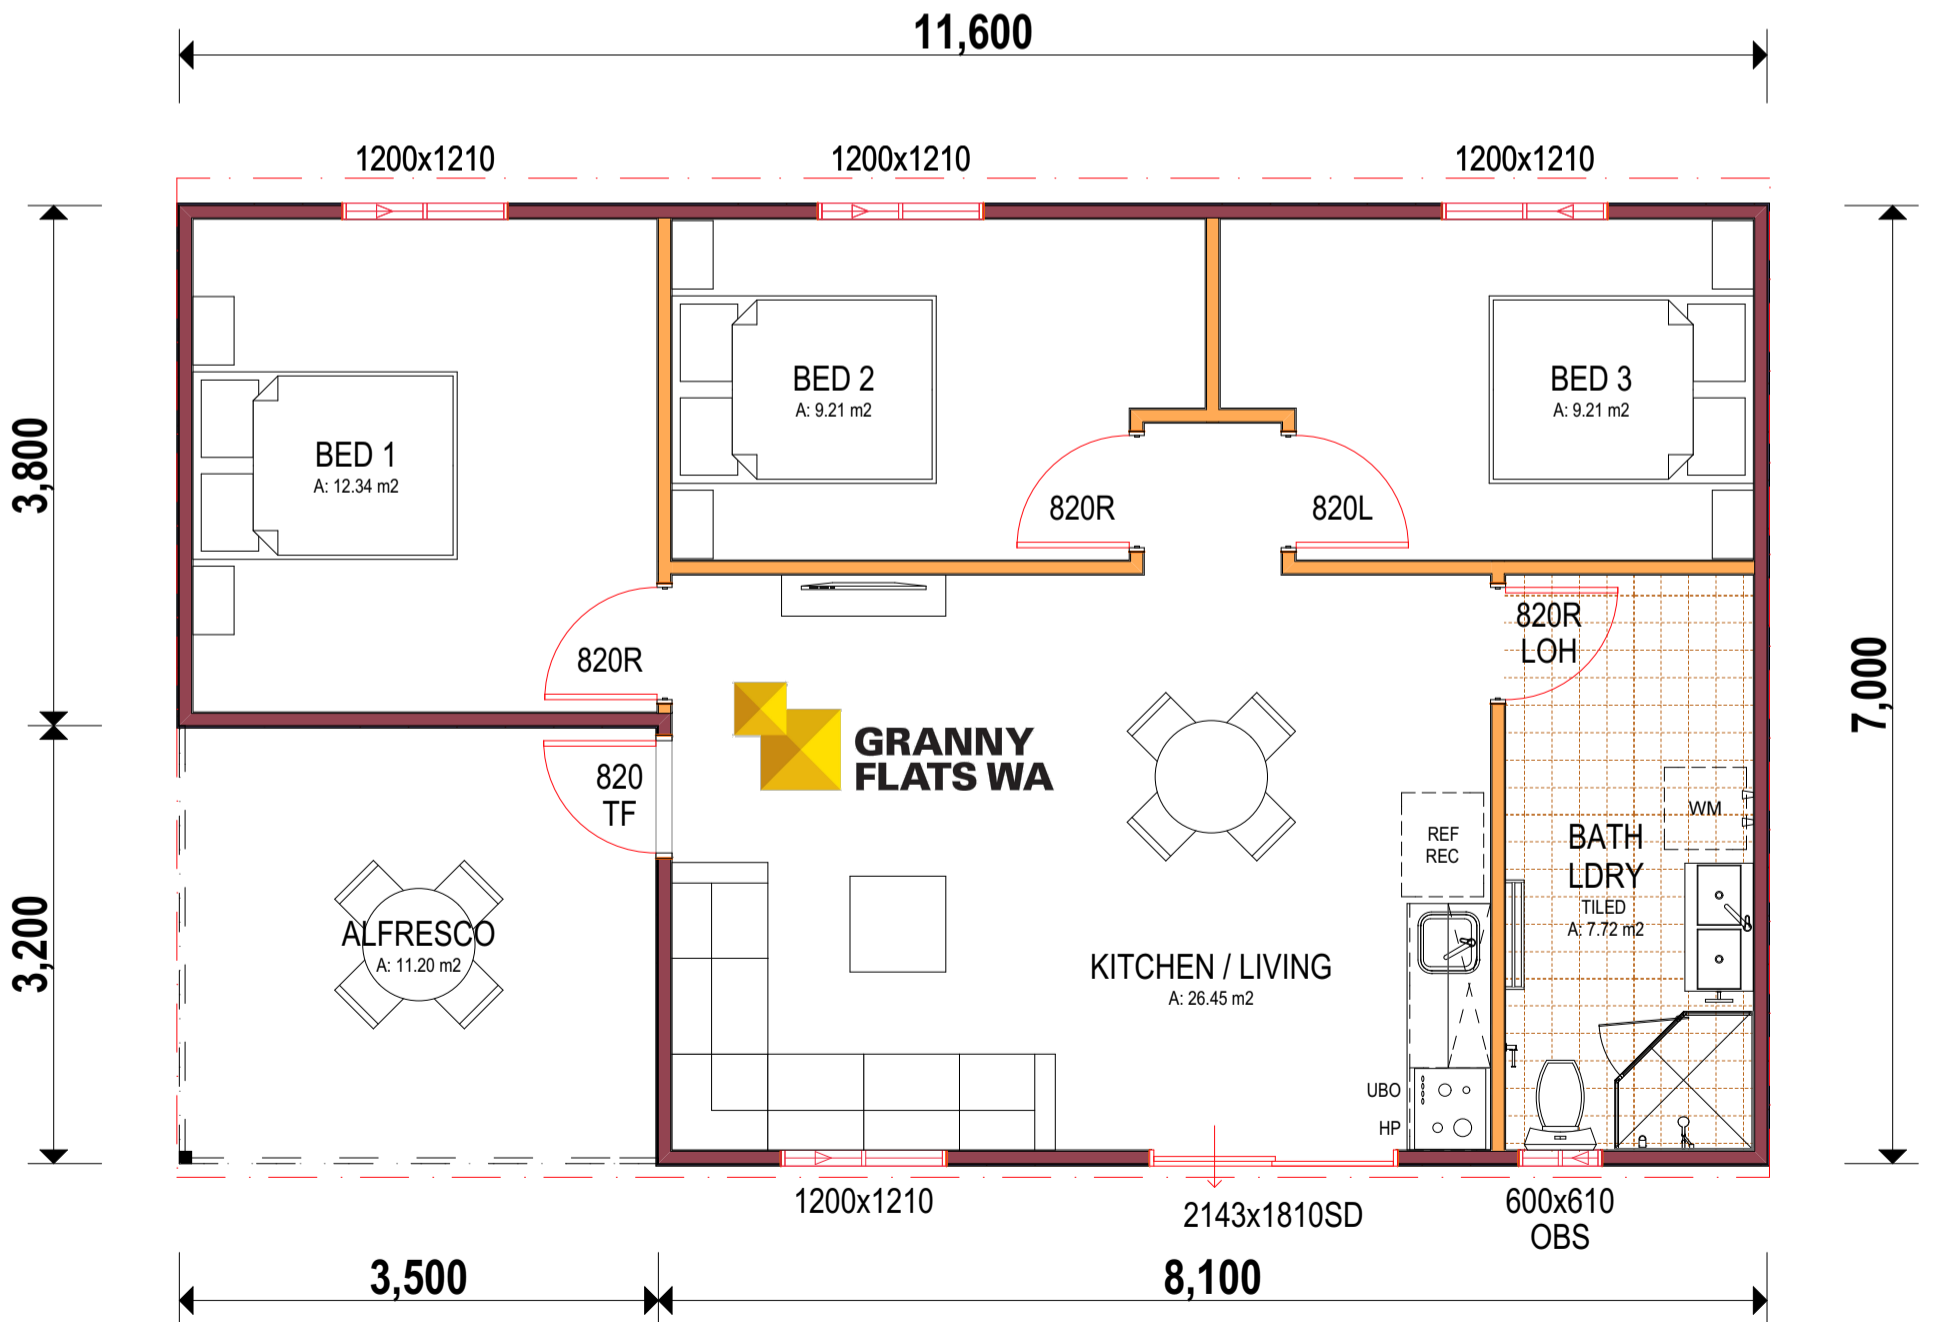 11,600
1200x1210
1200x1210
1200x1210
3,800
3,200
7,000
BED 1
A: 12.34 m2
BED 2
A: 9.21 m2
BED 3
A: 9.21 m2
820R
820L
820R
820R
LOH
820
TF
GRANNY
FLATS WA
REF
REC
WM
BATH
LDRY
TILED
A: 7.72 m2
ALFRESCO
A: 11.20 m2
KITCHEN / LIVING
A: 26.45 m2
UBO
HP
1200x1210
2143x1810SD
600x610
OBS
3,500
8,100